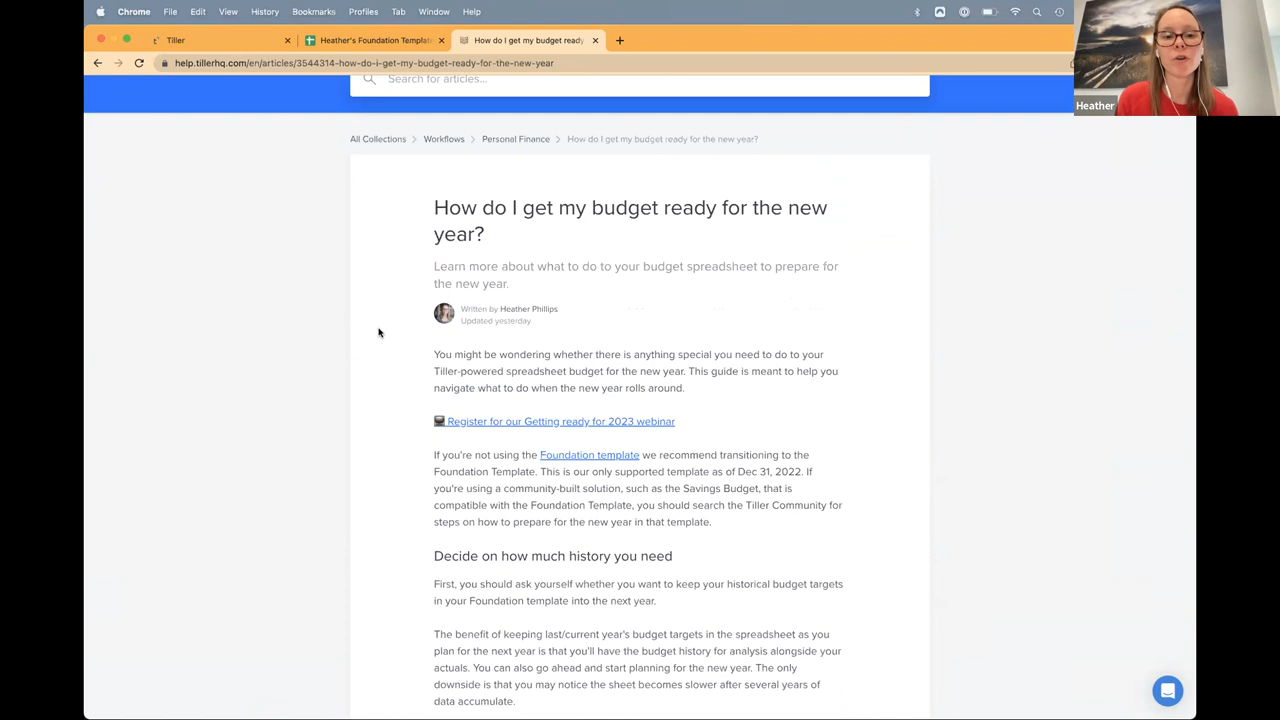 Chrome File Edit View History Bookmarks Profiles Tab Window Help
Tiller
Heather's Foundation Template
How do I get my budget ready
help.tillerhq.com/en/articles/3544314-how-do-i-get-my-budget-ready-for-the-new-year
Heather
Search for articles...
All Collections > Workflows > Personal Finance > How do I get my budget ready for the new year?
How do I get my budget ready for the new
year?
Learn more about what to do to your budget spreadsheet to prepare for
the new year.
Written by Heather Phillips
Updated yesterday
You might be wondering whether there is anything special you need to do to your
Tiller-powered spreadsheet budget for the new year. This guide is meant to help you
navigate what to do when the new year rolls around.
Register for our Getting ready for 2023 webinar
If you're not using the Foundation template we recommend transitioning to the
Foundation Template. This is our only supported template as of Dec 31, 2022. If
you're using a community-built solution, such as the Savings Budget, that is
compatible with the Foundation Template, you should search the Tiller Community for
steps on how to prepare for the new year in that template.
Decide on how much history you need
First, you should ask yourself whether you want to keep your historical budget targets
in your Foundation template into the next year.
The benefit of keeping last/current year's budget targets in the spreadsheet as you
plan for the next year is that you'll have the budget history for analysis alongside your
actuals. You can also go ahead and start planning for the new year. The only
downside is that you may notice the sheet becomes slower after several years of
data accumulate.